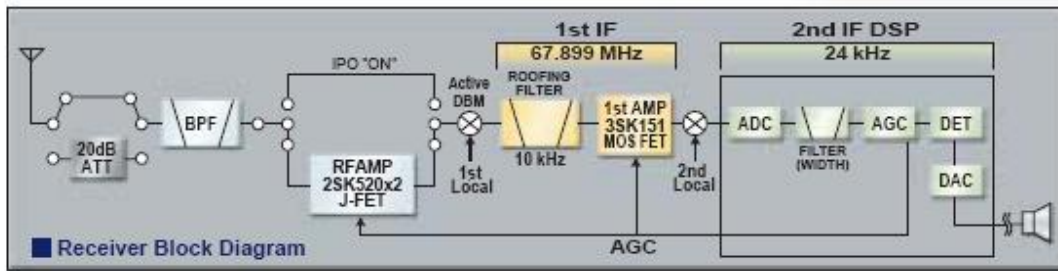 1st IF
67.899 MHz
2nd IF DSP
24 kHz
IPO "ON"
Active
DBM
ROOFING
FILTER
10 kHz
1st AMP
3SK151
MOS FET
BPF
20dB
ATT
RFAMP
2SK520x2
J-FET
1st
Local
2nd
Local
ADC
FILTER
(WIDTH)
AGC
DET
DAC
AGC
Receiver Block Diagram